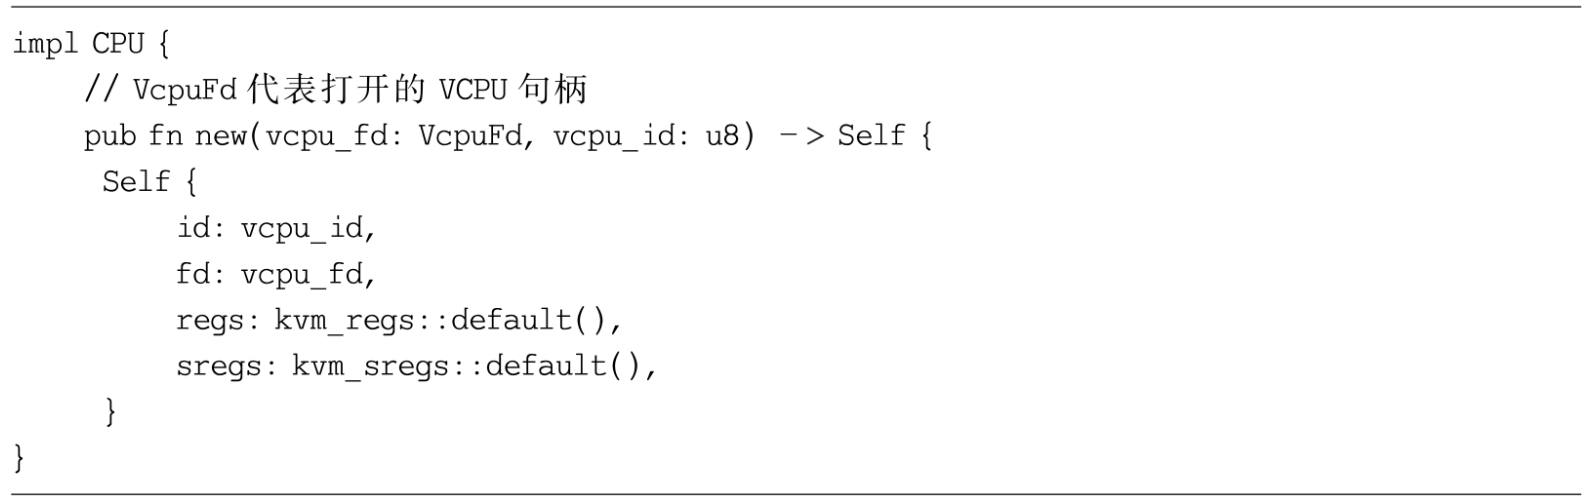 impl CPU {
// VcpuFd 代表打开的 VCPU 句柄
pub fn new(vcpu_fd: VcpuFd, vcpu_id: u8) -> Self {
Self {
id: vcpu_id,
fd: vcpu_fd,
regs: kvm_regs::default(),
sregs: kvm_sregs::default(),
}
}